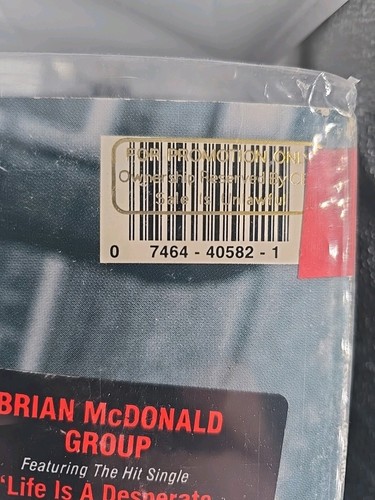 FOR PROMOTION ONLY
Ownership Reserved By
Sale Is Unlawful
0 7464 - 40582 - 1
BRIAN McDONALD
GROUP
Featuring The Hit Single
'Life Is A Desperate